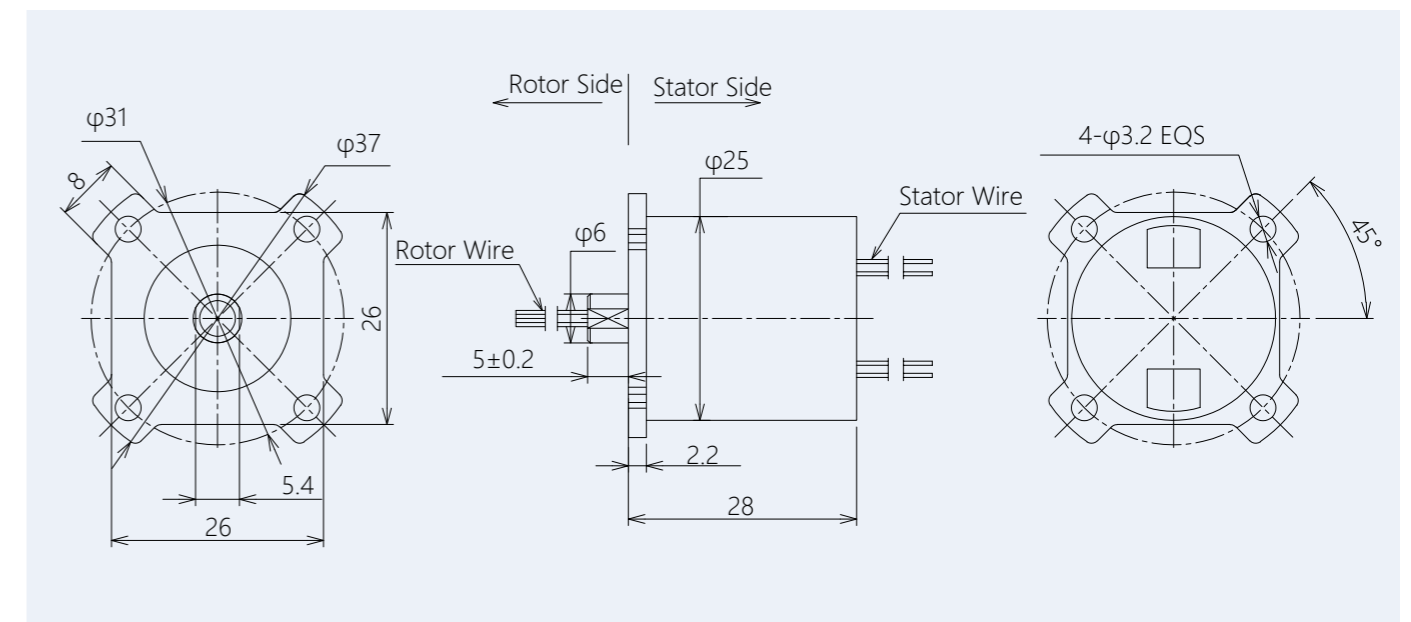 Rotor Side
Stator Side
φ31
φ37
8
26
5.4
26
φ25
Stator Wire
φ6
Rotor Wire
5±0.2
2.2
28
4-φ3.2 EQS
45°